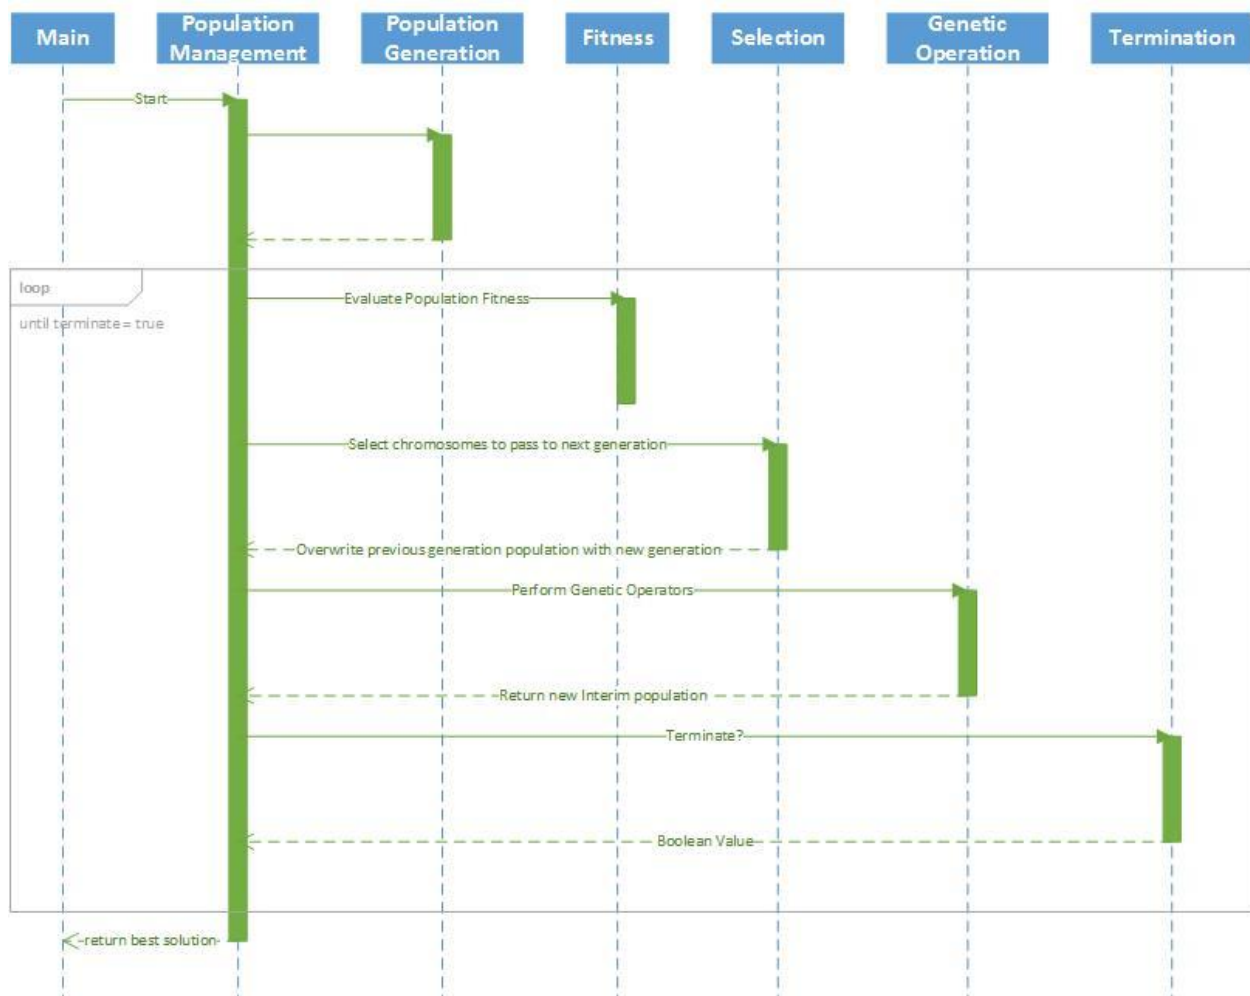 Main
Population
Management
Population
Generation
Fitness
Selection
Genetic
Operation
Termination
Start
loop
until terminate = true
Evaluate Population Fitness
Select chromosomes to pass to next generation
Overwrite previous generation population with new generation
Perform Genetic Operators
Return new Interim population
Terminate?
Boolean Value
return best solution